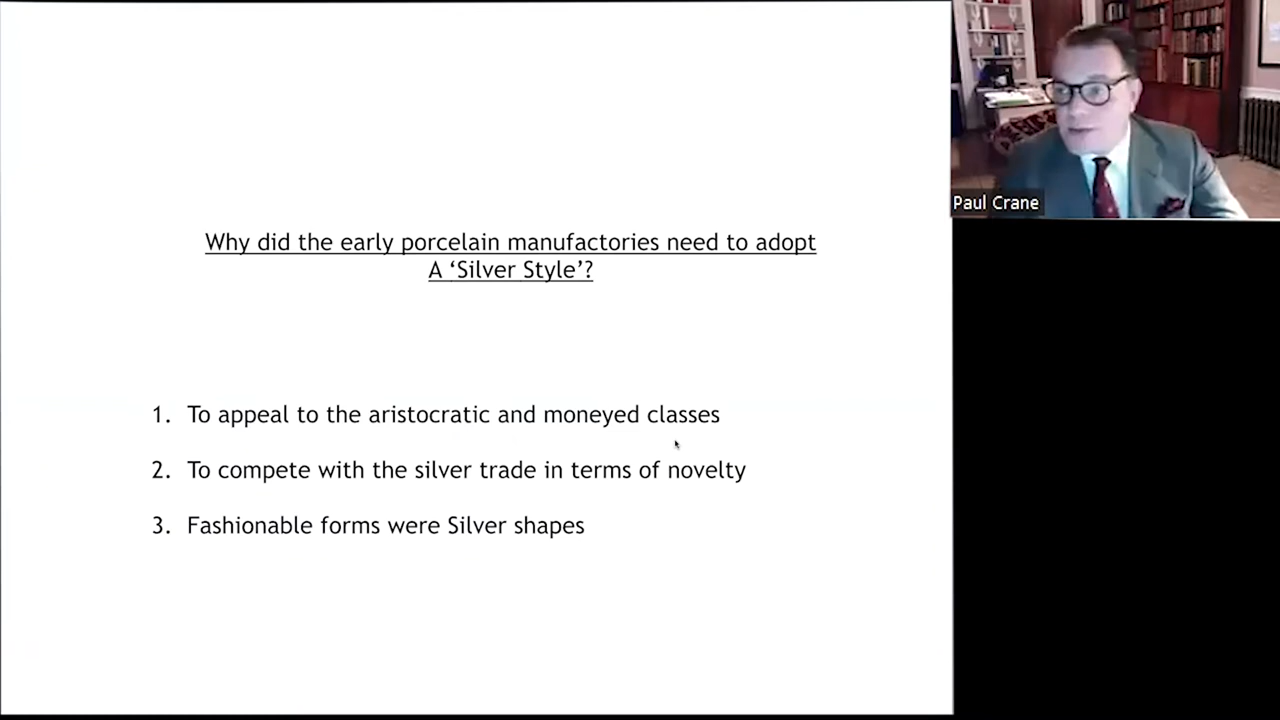 Why did the early porcelain manufactories need to adopt
A ‘Silver Style’?
1. To appeal to the aristocratic and moneyed classes
2. To compete with the silver trade in terms of novelty
3. Fashionable forms were Silver shapes
Paul Crane